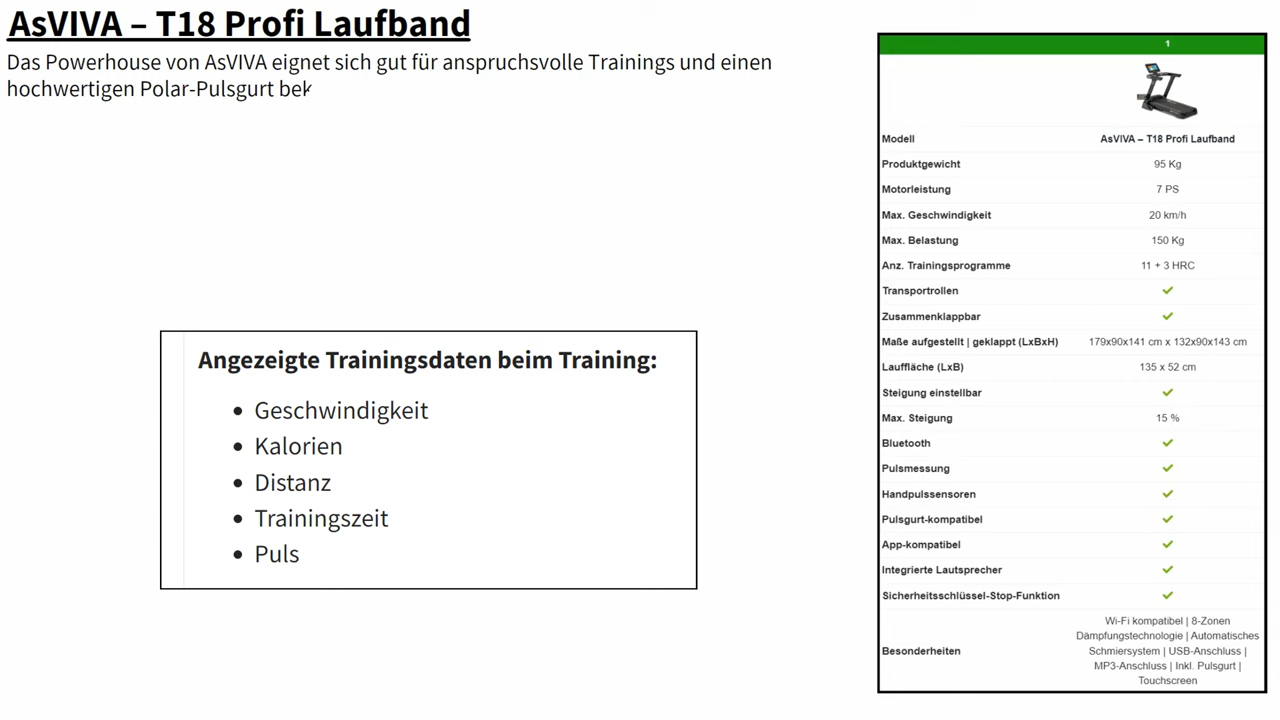 AsVIVA – T18 Profi Laufband
Das Powerhouse von AsVIVA eignet sich gut für anspruchsvolle Trainings und einen
hochwertigen Polar-Pulsgurt bek
Angezeigte Trainingsdaten beim Training:
• Geschwindigkeit
• Kalorien
• Distanz
• Trainingszeit
• Puls
1
Modell AsVIVA – T18 Profi Laufband
Produktgewicht 95 Kg
Motorleistung 7 PS
Max. Geschwindigkeit 20 km/h
Max. Belastung 150 Kg
Anz. Trainingsprogramme 11 + 3 HRC
Transportrollen ✓
Zusammenklappbar ✓
Maße aufgestellt | geklappt (LxBxH) 179x90x141 cm x 132x90x143 cm
Lauffläche (LxB) 135 x 52 cm
Steigung einstellbar ✓
Max. Steigung 15 %
Bluetooth ✓
Pulsmessung ✓
Handpulssensoren ✓
Pulsgurt-kompatibel ✓
App-kompatibel ✓
Integrierte Lautsprecher ✓
Sicherheitsschlüssel-Stop-Funktion ✓
Besonderheiten
Wi-Fi kompatibel | 8-Zonen
Dämpfungstechnologie | Automatisches
Schmiersystem | USB-Anschluss |
MP3-Anschluss | Inkl. Pulsgurt |
Touchscreen